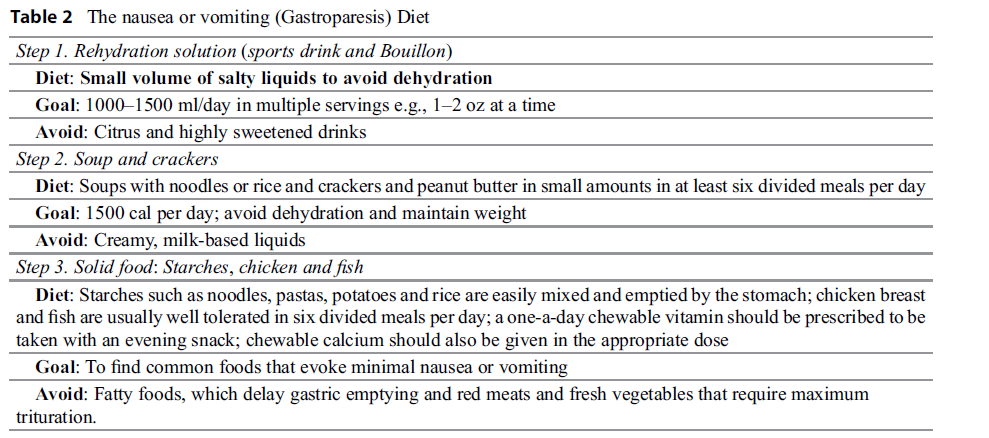 Table 2 The nausea or vomiting (Gastroparesis) Diet
Step 1. Rehydration solution (sports drink and Bouillon)
Diet: Small volume of salty liquids to avoid dehydration
Goal: 1000–1500 ml/day in multiple servings e.g., 1–2 oz at a time
Avoid: Citrus and highly sweetened drinks
Step 2. Soup and crackers
Diet: Soups with noodles or rice and crackers and peanut butter in small amounts in at least six divided meals per day
Goal: 1500 cal per day; avoid dehydration and maintain weight
Avoid: Creamy, milk-based liquids
Step 3. Solid food: Starches, chicken and fish
Diet: Starches such as noodles, pastas, potatoes and rice are easily mixed and emptied by the stomach; chicken breast
and fish are usually well tolerated in six divided meals per day; a one-a-day chewable vitamin should be prescribed to be
taken with an evening snack; chewable calcium should also be given in the appropriate dose
Goal: To find common foods that evoke minimal nausea or vomiting
Avoid: Fatty foods, which delay gastric emptying and red meats and fresh vegetables that require maximum
trituration.